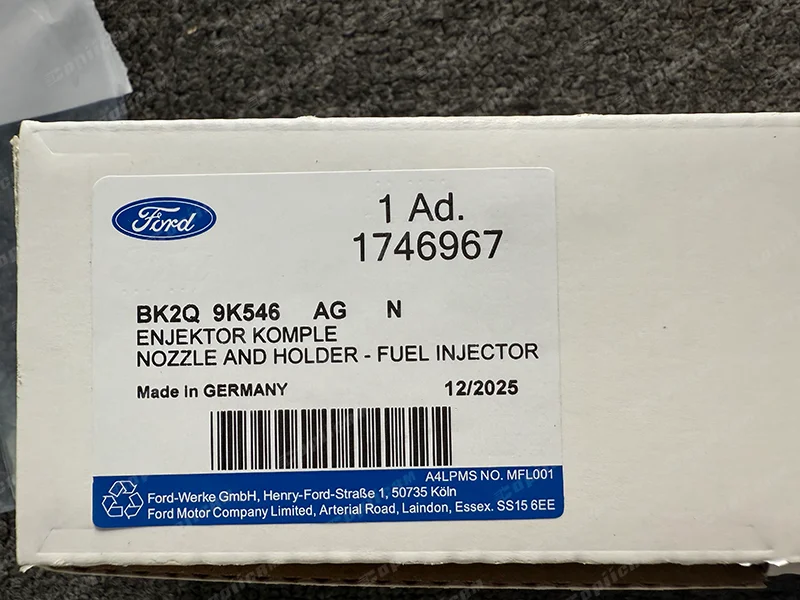 Ford
1 Ad.
1746967
BK2Q 9K546 AG N
ENJEKTOR KOMPLE
NOZZLE AND HOLDER - FUEL INJECTOR
Made In GERMANY 12/2025
A4LPMS NO. MFL001
Ford-Werke GmbH, Henry-Ford-Straße 1, 50735 Köln
Ford Motor Company Limited, Arterial Road, Laindon, Essex. SS15 6EE